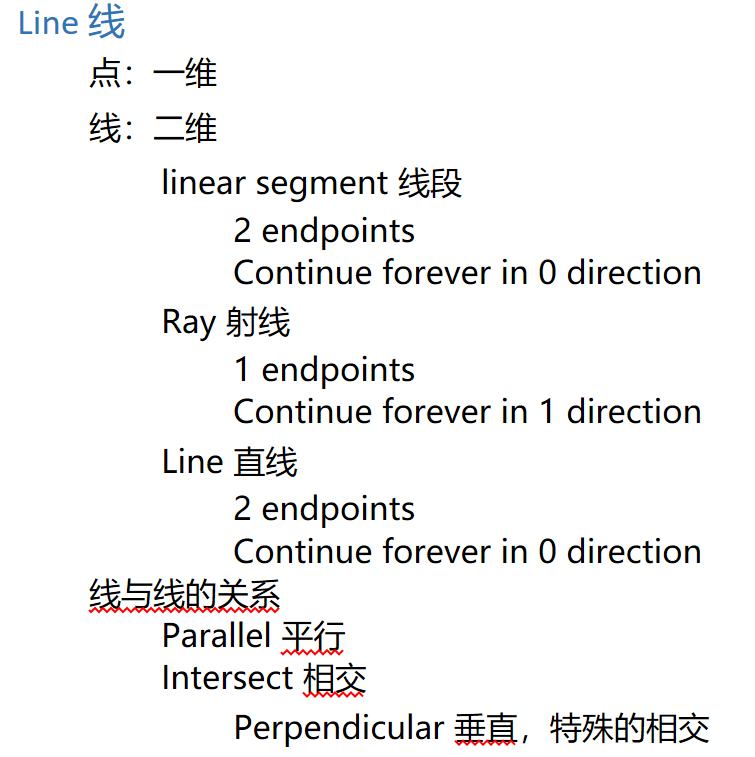 Line 线
点：一维
线：二维
linear segment 线段
2 endpoints
Continue forever in 0 direction
Ray 射线
1 endpoints
Continue forever in 1 direction
Line 直线
2 endpoints
Continue forever in 0 direction
线与线的关系
Parallel 平行
Intersect 相交
Perpendicular 垂直，特殊的相交